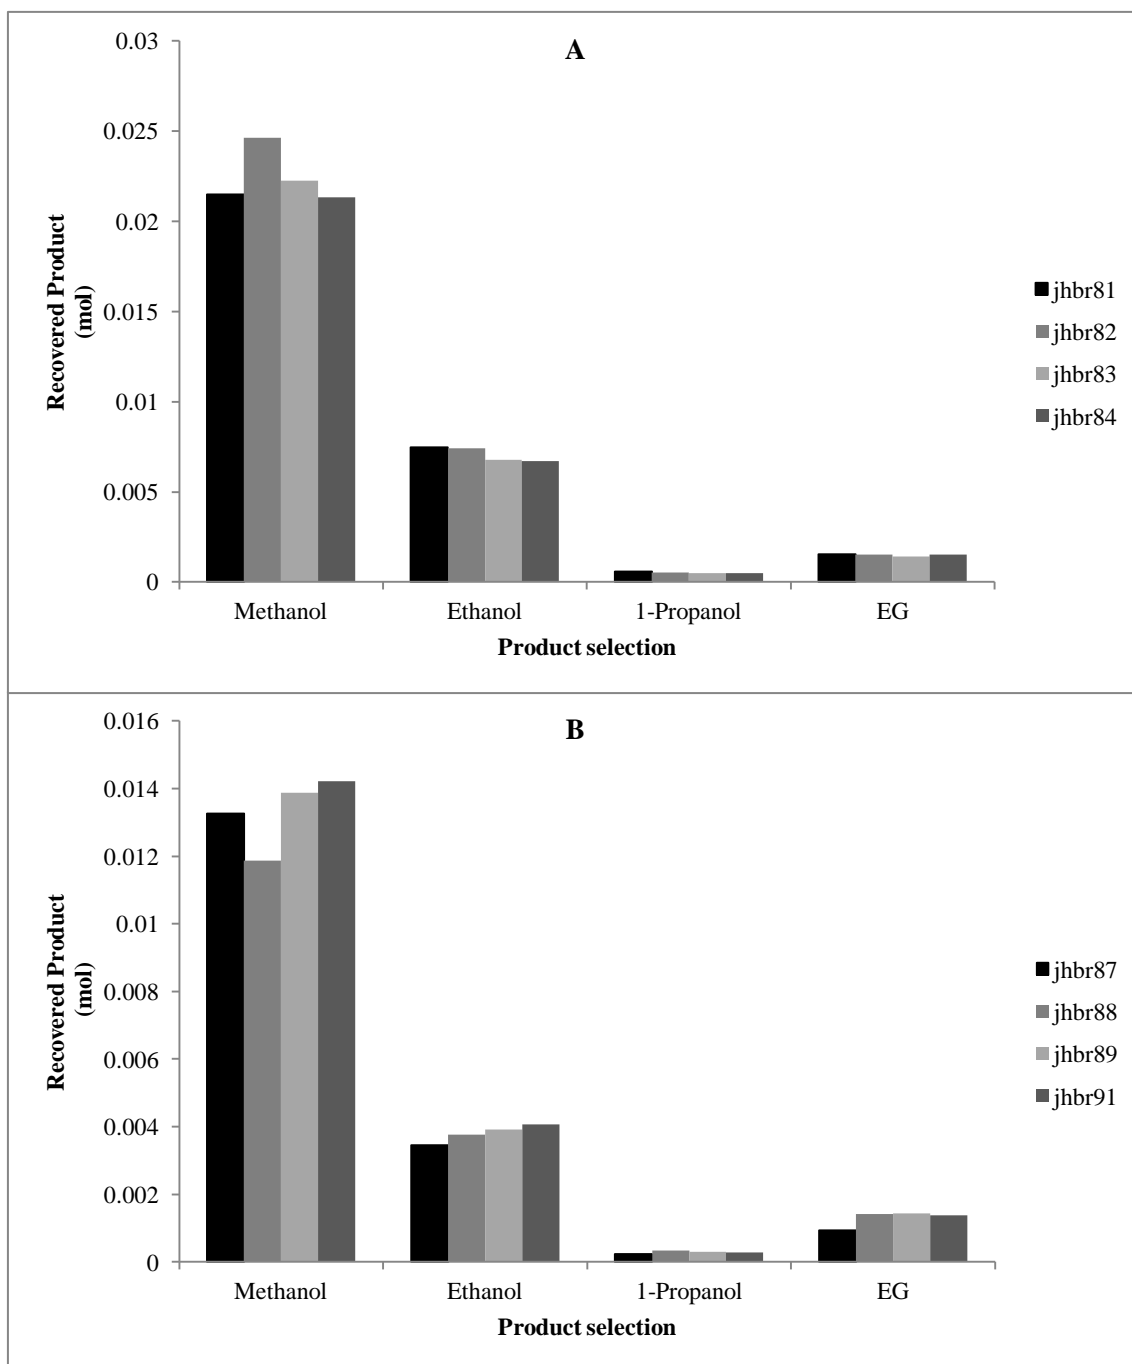 A
0.03
0.025
0.02
0.015
0.01
0.005
0
Recovered Product
(mol)
Methanol
Ethanol
1-Propanol
EG
Product selection
jhbr81
jhbr82
jhbr83
jhbr84
B
0.016
0.014
0.012
0.01
0.008
0.006
0.004
0.002
0
Recovered Product
(mol)
Methanol
Ethanol
1-Propanol
EG
Product selection
jhbr87
jhbr88
jhbr89
jhbr91